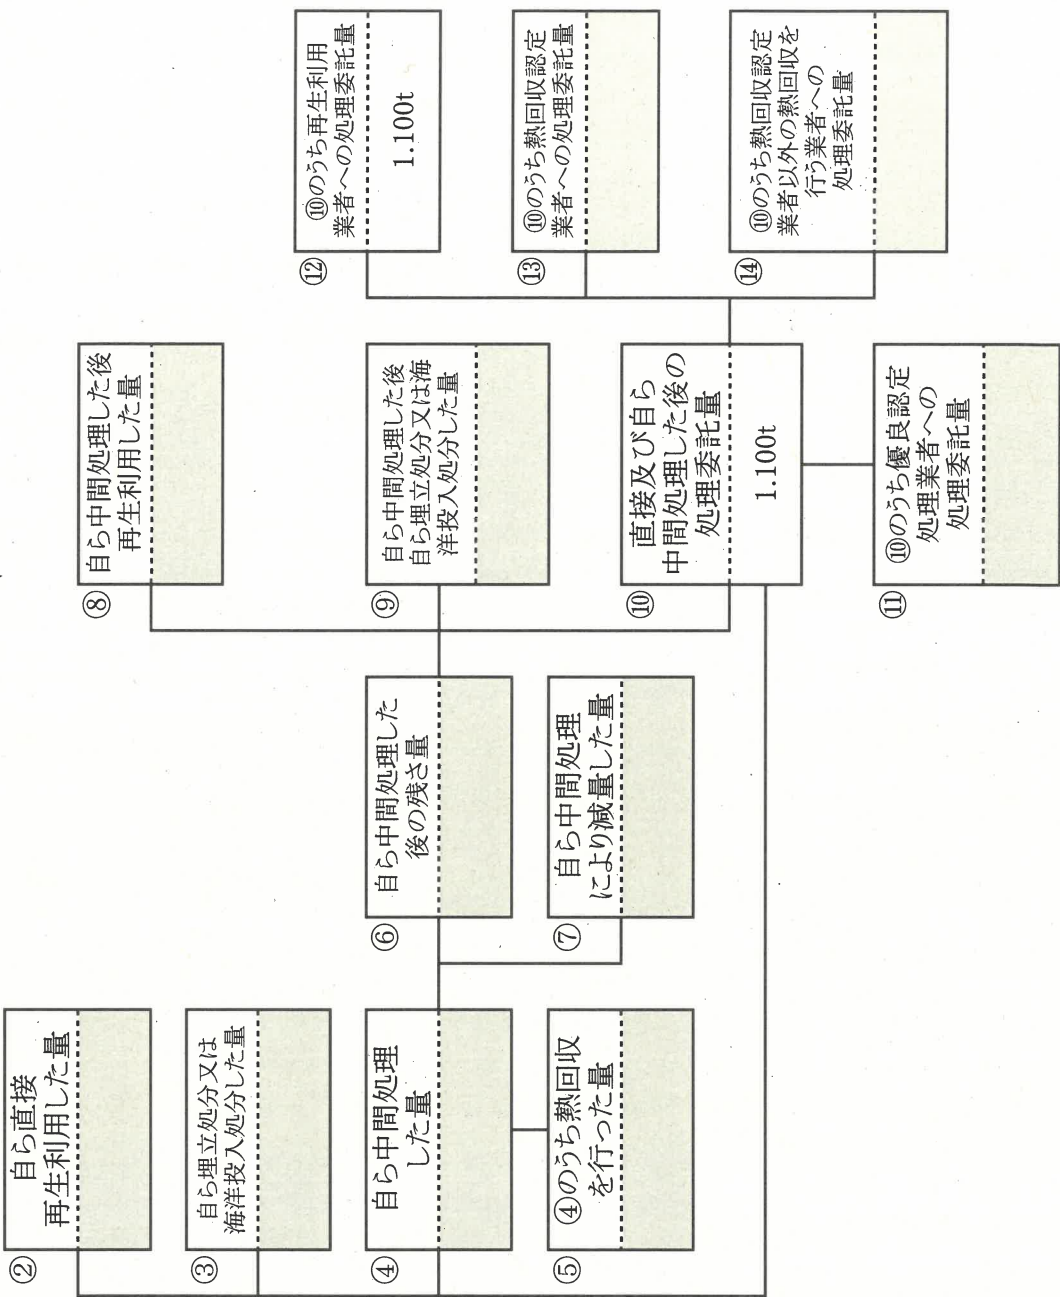 ②
自ら直接
再生利用した量
③
自ら埋立処分又は
海洋投入処分した量
④
自ら中間処理
した量
⑤
④のうち熱回収
を行った量
⑥
自ら中間処理した
後の残さ量
⑦
自ら中間処理
により減量した量
⑧
自ら中間処理した後
再生利用した量
⑨
自ら中間処理した後
自ら埋立処分又は海
洋投入処分した量
⑩
直接及び自ら
中間処理した後の
処理委託量
1.100t
⑪
⑩のうち優良認定
処理業者への
処理委託量
⑫
⑩のうち再生利用
業者への処理委託量
1.100t
⑬
⑩のうち熱回収認定
業者への処理委託量
⑭
⑩のうち熱回収認定
業者以外の熱回収を
行う業者への
処理委託量